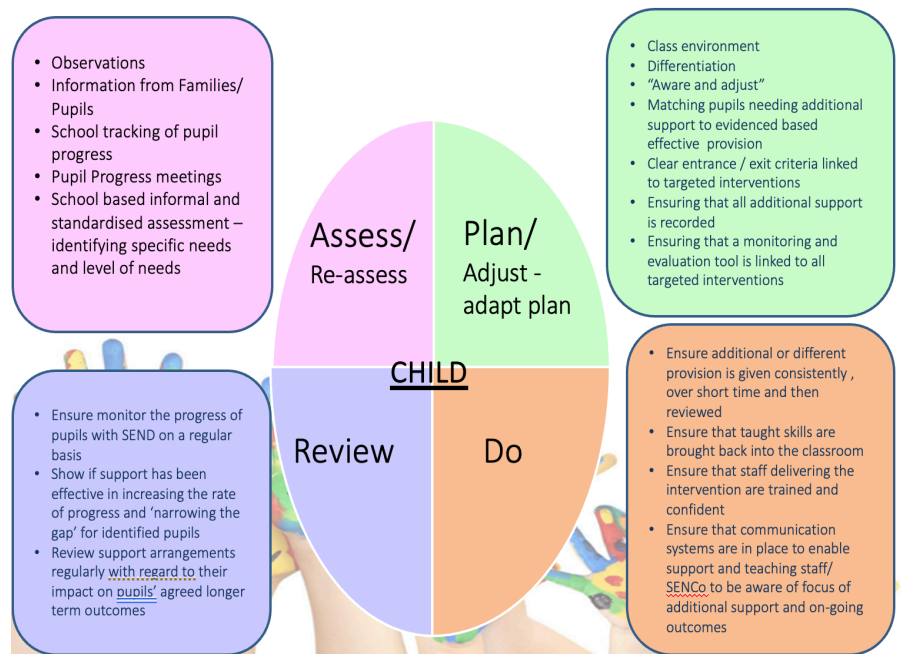 • Observations
• Information from Families/
Pupils
• School tracking of pupil
progress
• Pupil Progress meetings
• School based informal and
standardised assessment –
identifying specific needs
and level of needs
• Class environment
• Differentiation
• “Aware and adjust”
• Matching pupils needing additional
support to evidenced based
effective provision
• Clear entrance / exit criteria linked
to targeted interventions
• Ensuring that all additional support
is recorded
• Ensuring that a monitoring and
evaluation tool is linked to all
targeted interventions
Assess/
Re-assess
Plan/
Adjust -
adapt plan
CHILD
Review
Do
• Ensure monitor the progress of
pupils with SEND on a regular
basis
• Show if support has been
effective in increasing the rate
of progress and ‘narrowing the
gap’ for identified pupils
• Review support arrangements
regularly with regard to their
impact on pupils’ agreed longer
term outcomes
• Ensure additional or different
provision is given consistently ,
over short time and then
reviewed
• Ensure that taught skills are
brought back into the classroom
• Ensure that staff delivering the
intervention are trained and
confident
• Ensure that communication
systems are in place to enable
support and teaching staff/
SENCo to be aware of focus of
additional support and on-going
outcomes